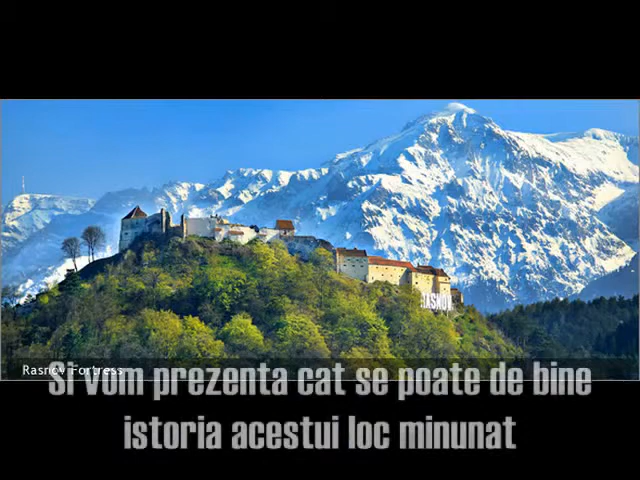 RASNOV
Rasnov Fortress
Si vom prezenta cat se poate de bine
istoria acestui loc minunat